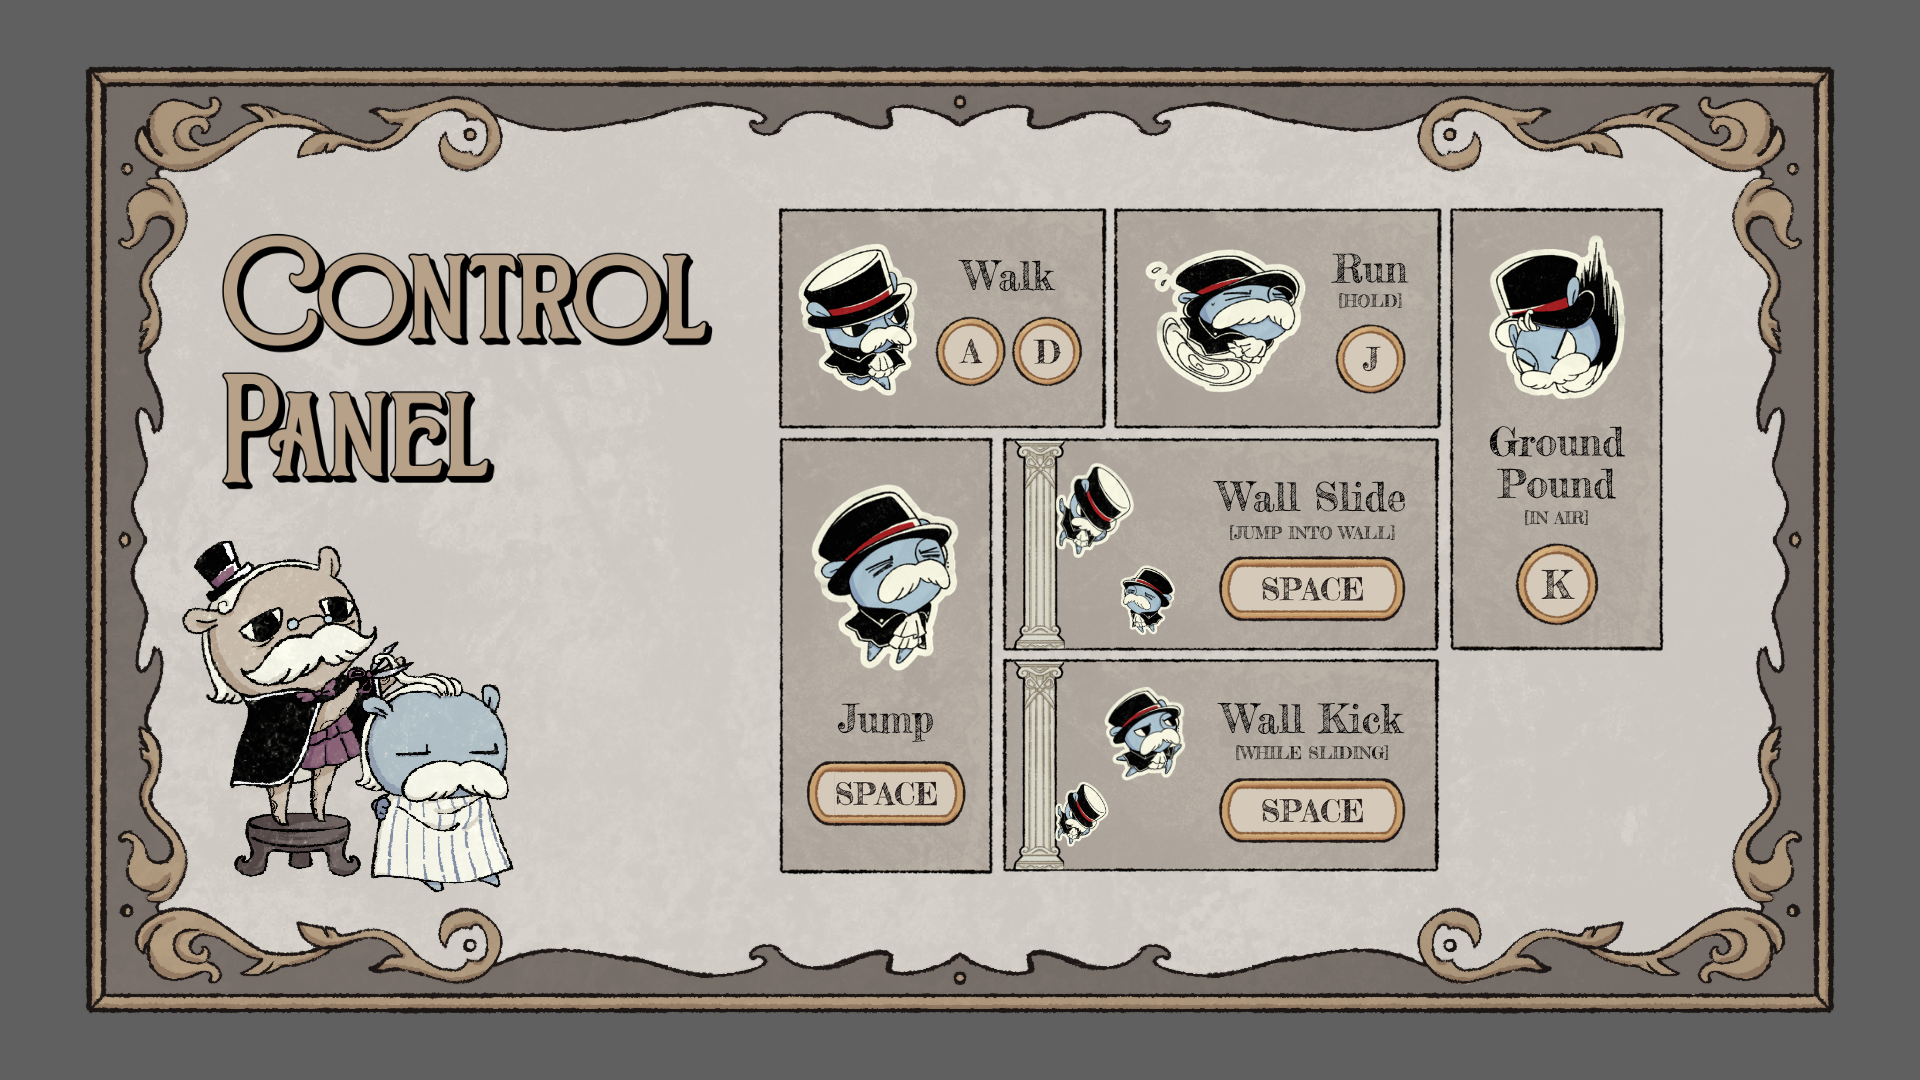 CONTROL
PANEL
Walk
A D
Run
[HOLD]
J
Ground
Pound
[IN AIR]
K
Jump
SPACE
Wall Slide
[JUMP INTO WALL]
SPACE
Wall Kick
[WHILE SLIDING]
SPACE